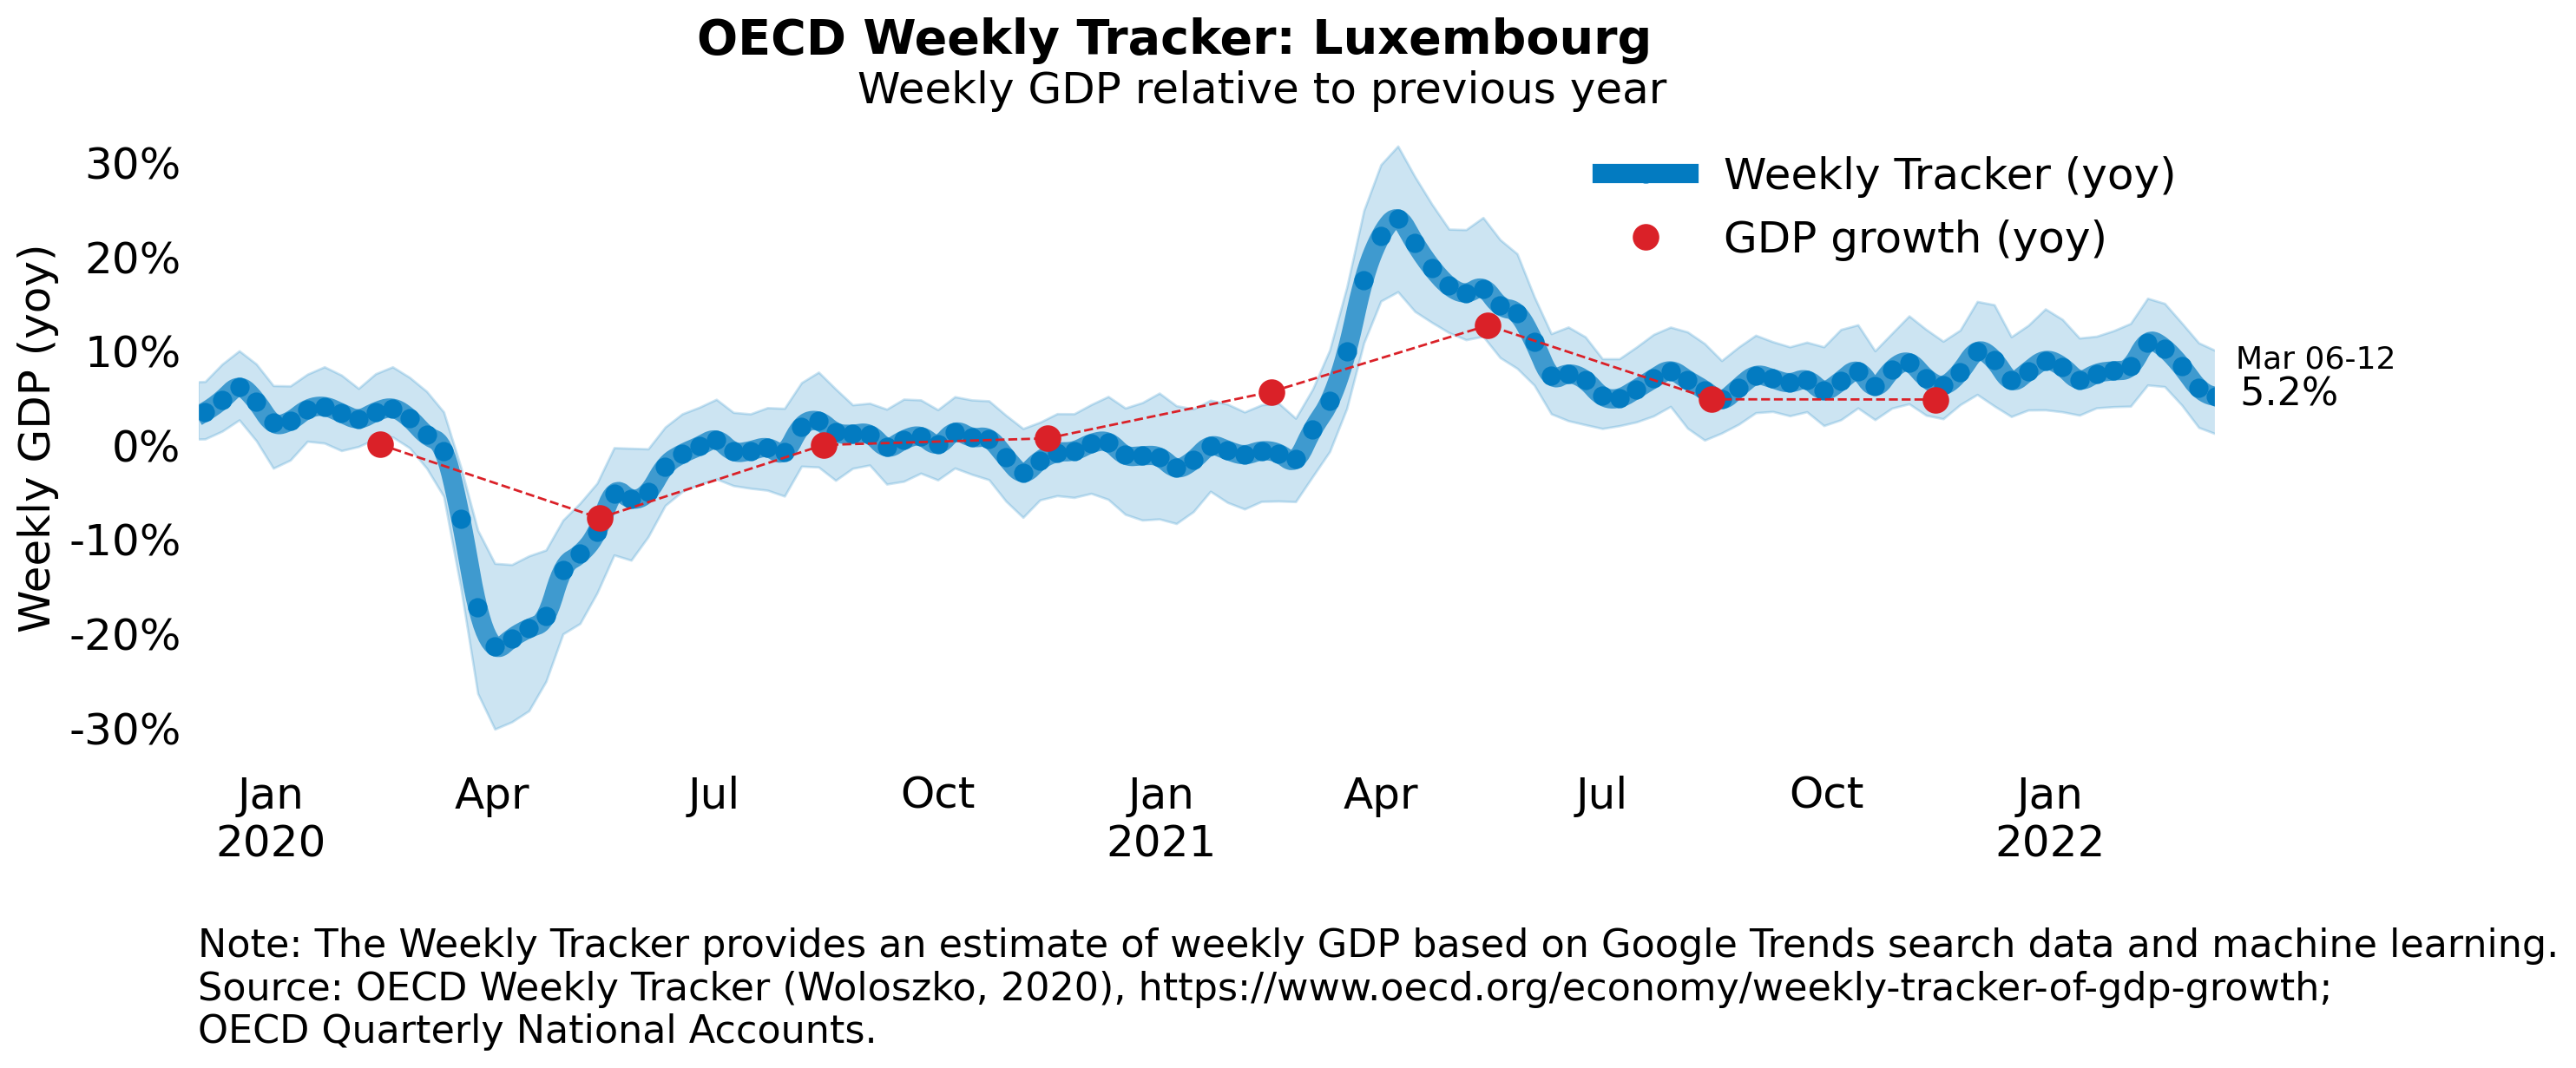 OECD Weekly Tracker: Luxembourg
Weekly GDP relative to previous year
Weekly GDP (yoy)
30%
20%
10%
0%
-10%
-20%
-30%
Weekly Tracker (yoy)
GDP growth (yoy)
Mar 06-12
5.2%
Jan Apr Jul Oct Jan Apr Jul Oct Jan
2020 2021 2022
Note: The Weekly Tracker provides an estimate of weekly GDP based on Google Trends search data and machine learning.
Source: OECD Weekly Tracker (Woloszko, 2020), https://www.oecd.org/economy/weekly-tracker-of-gdp-growth;
OECD Quarterly National Accounts.